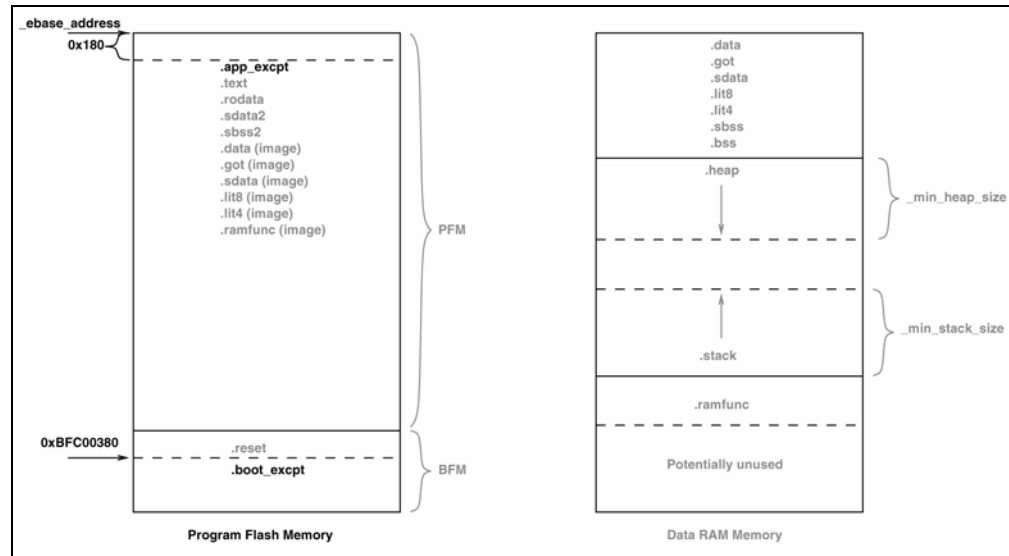 _ebase_address
0x180
.app_excpt
.text
.rodata
.sdata2
.sbss2
.data (image)
.got (image)
.sdata (image)
.lit8 (image)
.lit4 (image)
.ramfunc (image)
PFM
0xBFC00380
.reset
.boot_excpt
BFM
Program Flash Memory
.data
.got
.sdata
.lit8
.lit4
.sbss
.bss
.heap
_min_heap_size
_min_stack_size
.stack
.ramfunc
Potentially unused
Data RAM Memory